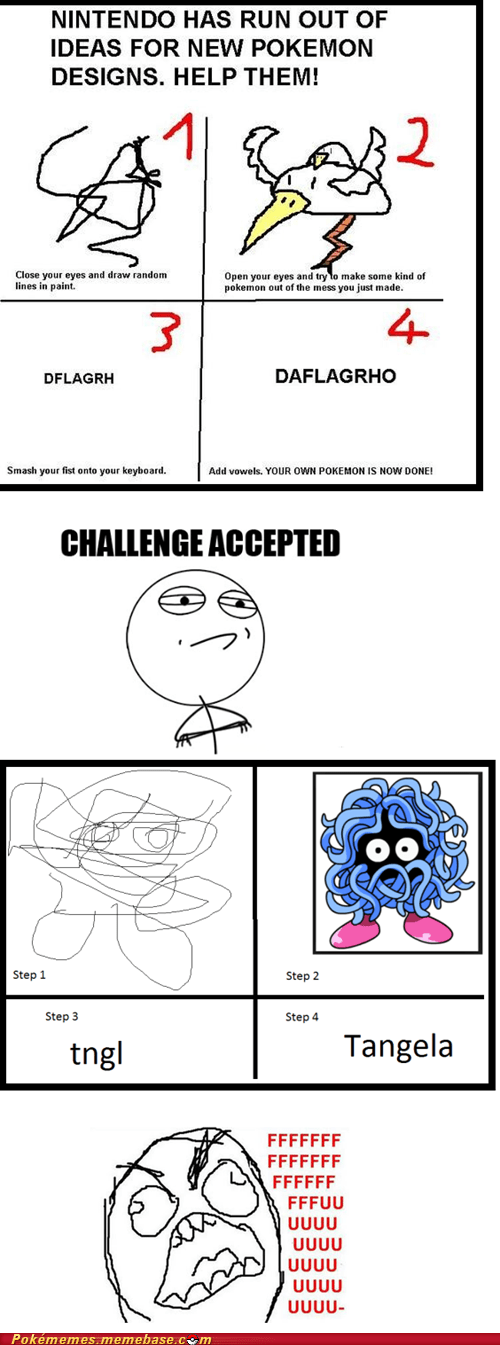 NINTENDO HAS RUN OUT OF
IDEAS FOR NEW POKEMON
DESIGNS. HELP THEM!
1
2
Close your eyes and draw random
lines in paint.
Open your eyes and try to make some kind of
pokemon out of the mess you just made.
3
4
DFLAGRH
DAFLAGRHO
Smash your fist onto your keyboard.
Add vowels. YOUR OWN POKEMON IS NOW DONE!
CHALLENGE ACCEPTED
Step 1
Step 2
Step 3
Step 4
tngl
Tangela
FFFFFFF
FFFFFFF
FFFFFF
FFFUU
UUUU
UUUU
UUUU
UUUU
UUUU-
Pokémemes.memebase.com